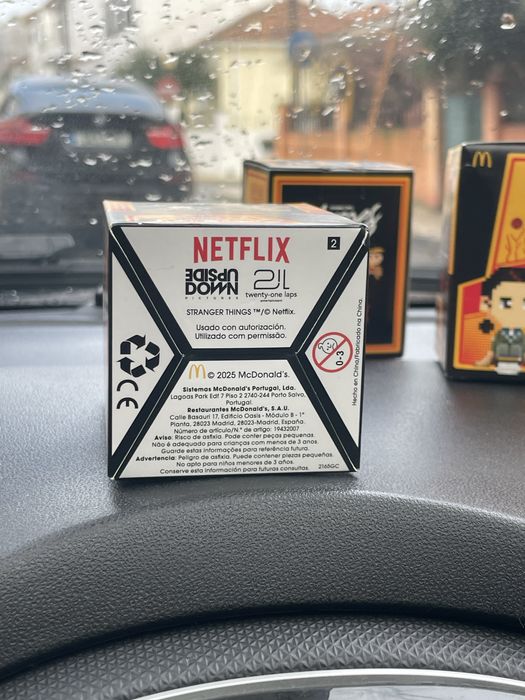 NETFLIX
2
UPSIDE
DOWN
PICTURES
21L
twenty-one laps
entertainment
STRANGER THINGS ™/© Netflix.
Usado con autorización.
Utilizado com permissão.
0-3
Hecho en China/Fabricado na China.
CE
© 2025 McDonald's.
Sistemas McDonald's Portugal, Lda.
Lagoas Park Edf 7 Piso 2 2740-244 Porto Salvo,
Portugal.
Restaurantes McDonald's, S.A.U.
Calle Basauri 17, Edificio Oasis - Módulo B - 1ª
Planta, 28023 Madrid, 28023-Madrid, España.
Número de artículo/N.º de artigo: 19432007
Aviso: Risco de asfixia. Pode conter peças pequenas.
Não é adequado para crianças com menos de 3 anos.
Guarde estas informações para referência futura.
Advertencia: Peligro de asfixia. Puede contener piezas pequeñas.
No apto para niños menores de 3 años.
Conserve esta información para futuras consultas.
2165GC